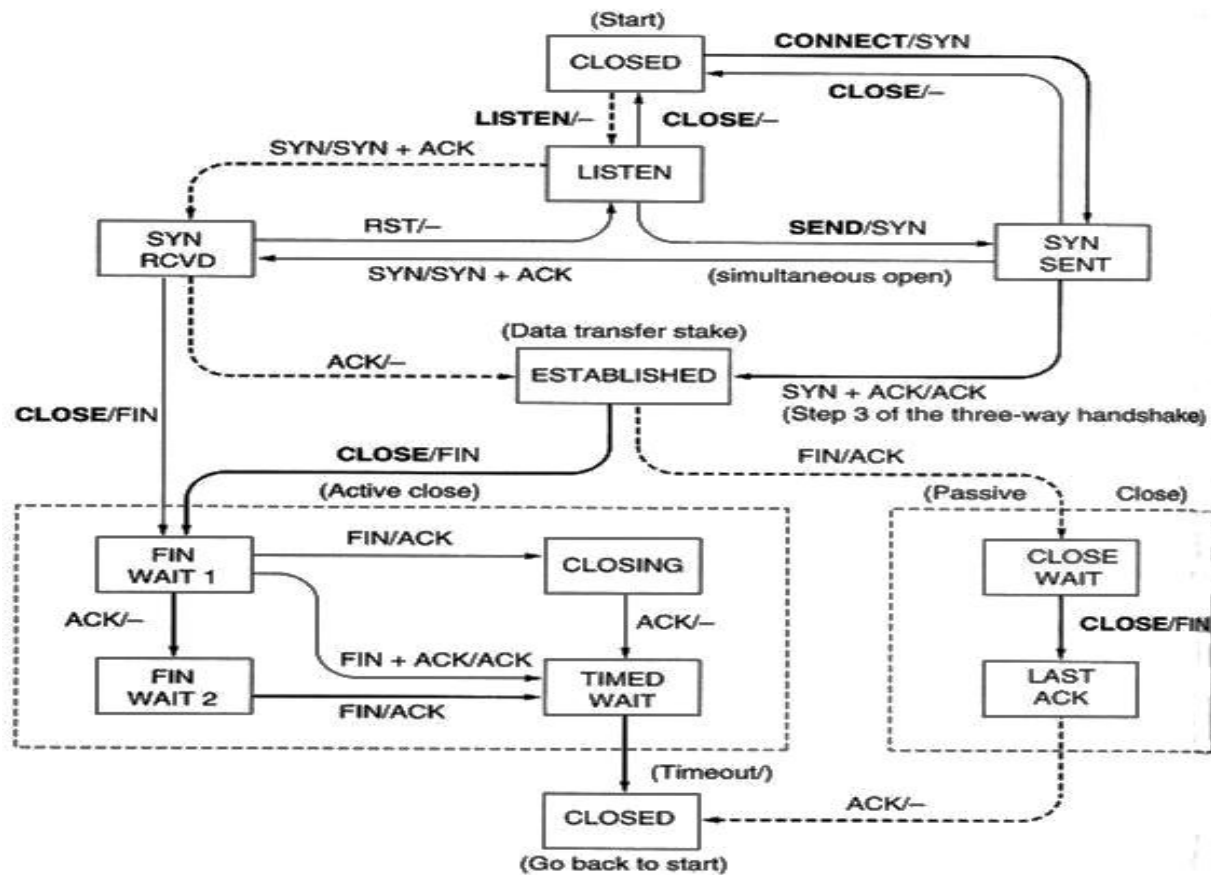 (Start)
CONNECT/SYN
CLOSED
CLOSE/–
LISTEN/–
CLOSE/–
SYN/SYN + ACK
LISTEN
SYN
RCVD
RST/–
SEND/SYN
SYN
SENT
SYN/SYN + ACK
(simultaneous open)
(Data transfer stake)
ACK/–
ESTABLISHED
SYN + ACK/ACK
(Step 3 of the three-way handshake)
CLOSE/FIN
CLOSE/FIN
FIN/ACK
(Active close)
(Passive Close)
FIN
WAIT 1
FIN/ACK
CLOSING
CLOSE
WAIT
ACK/–
ACK/–
CLOSE/FIN
FIN + ACK/ACK
FIN
WAIT 2
FIN/ACK
TIMED
WAIT
LAST
ACK
(Timeout/)
CLOSED
ACK/–
(Go back to start)